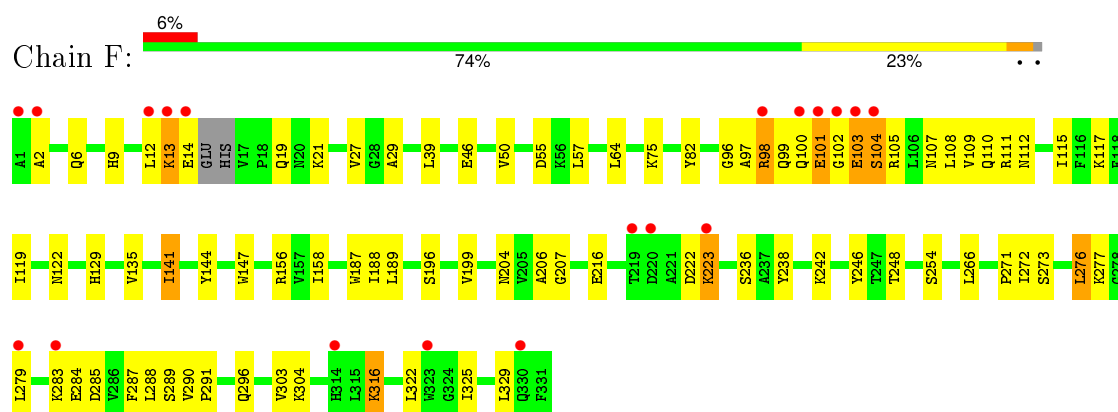 6%
Chain F:
74% 23% • •
A1 A2 Q6 H9 L12 K13 E14 GLU HIS V17 P18 Q19 N20 K21 V27 G28 A29 L39 E46 V50 D55 K56 L57 L64 K75 Y82 G96 A97 R98 Q99 Q100 E101 G102 E103 S104 R105 L106 N107 L108 V109 Q110 R111 N112 I115 F116 K117 E118
I119 N122 H129 V135 I141 Y144 W147 R156 V157 I158 W187 I188 L189 S196 V199 N204 V205 A206 G207 E216 T219 D220 A221 D222 K223 S236 A237 Y238 K242 Y246 T247 T248 S254 L266 P271 I272 S273 L276 K277
L279 K283 E284 D285 V286 F287 L288 S289 V290 P291 Q296 V303 K304 H314 L315 K316 L322 W323 G324 I325 L329 Q330 F331